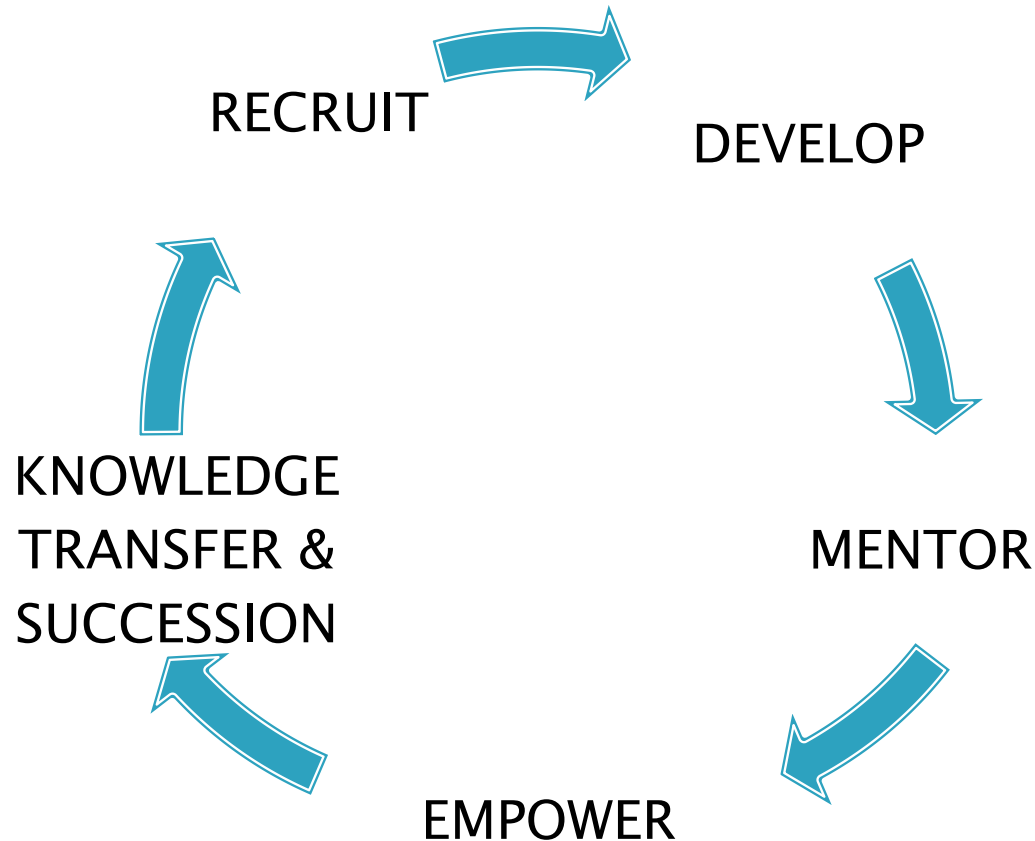 RECRUIT
DEVELOP
MENTOR
EMPOWER
KNOWLEDGE
TRANSFER &
SUCCESSION